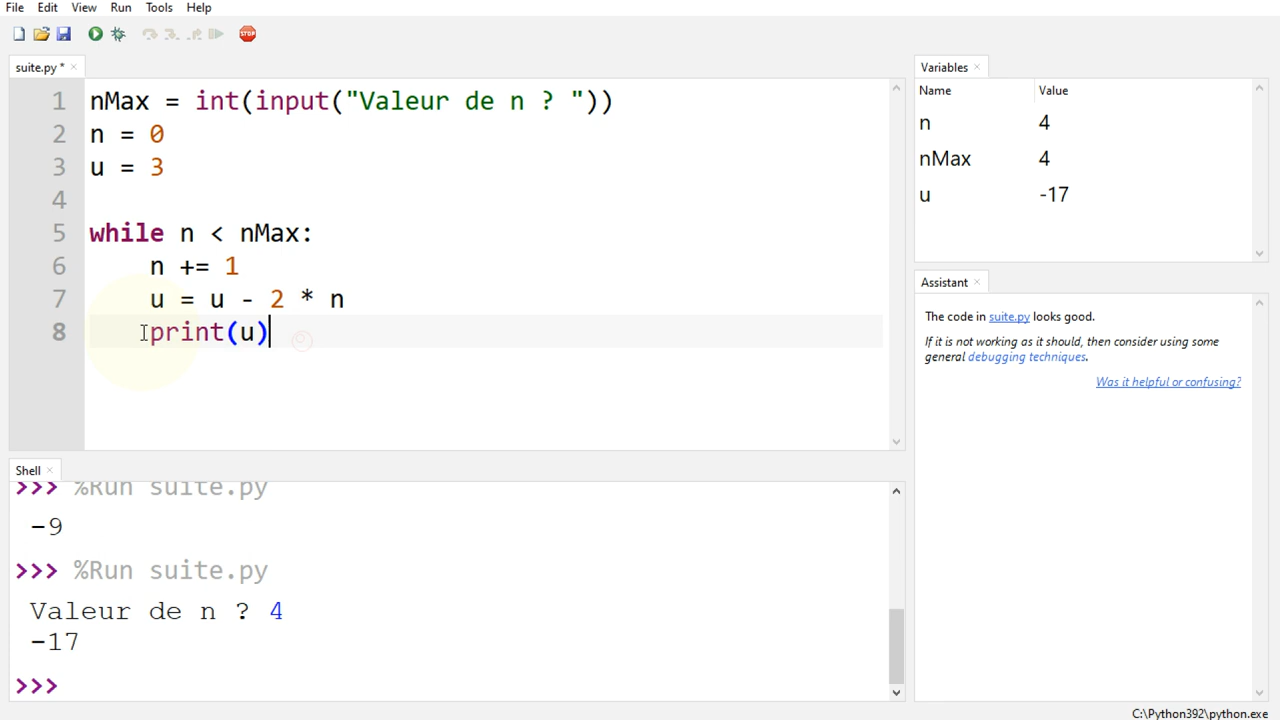 File Edit View Run Tools Help
STOP
suite.py * ×
1 nMax = int(input("Valeur de n ? "))
2 n = 0
3 u = 3
4
5 while n < nMax:
6 n += 1
7 u = u - 2 * n
8 print(u)
Shell ×
>>> %Run suite.py
-9
>>> %Run suite.py
Valeur de n ? 4
-17
>>>
Variables ×
Name Value
n 4
nMax 4
u -17
Assistant ×
The code in suite.py looks good.
If it is not working as it should, then consider using some
general debugging techniques.
Was it helpful or confusing?
C:\Python392\python.exe